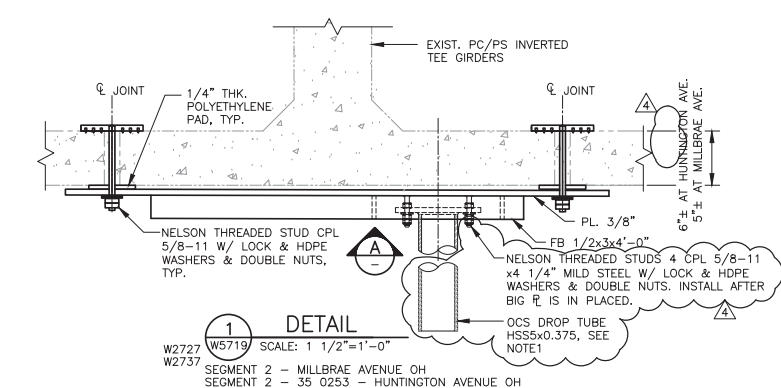 EXIST. PC/PS INVERTED
TEE GIRDERS
℄ JOINT
1/4" THK.
POLYETHYLENE
PAD, TYP.
℄ JOINT
4
6"± AT HUNTINGTON AVE.
5"± AT MILLBRAE AVE.
NELSON THREADED STUD CPL
5/8-11 W/ LOCK & HDPE
WASHERS & DOUBLE NUTS,
TYP.
A
-
PL. 3/8"
FB 1/2x3x4'-0"
NELSON THREADED STUDS 4 CPL 5/8-11
x4 1/4" MILD STEEL W/ LOCK & HDPE
WASHERS & DOUBLE NUTS. INSTALL AFTER
BIG ⅊ IS IN PLACED.
4
OCS DROP TUBE
HSS5x0.375, SEE
NOTE1
1
W5719
DETAIL
SCALE: 1 1/2"=1'-0"
W2727
W2737
SEGMENT 2 - MILLBRAE AVENUE OH
SEGMENT 2 - 35 0253 - HUNTINGTON AVENUE OH